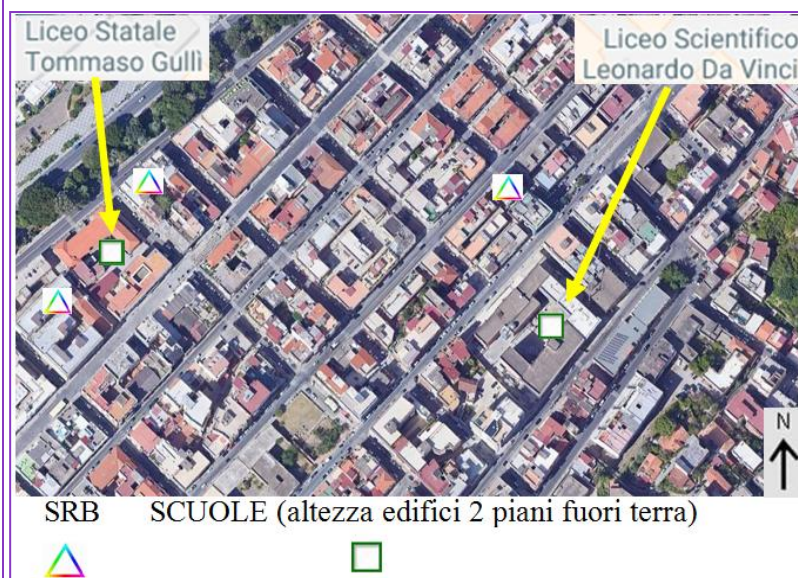 Liceo Statale
Tommaso Gullì
Liceo Scientifico
Leonardo Da Vinci
N
SRB SCUOLE (altezza edifici 2 piani fuori terra)